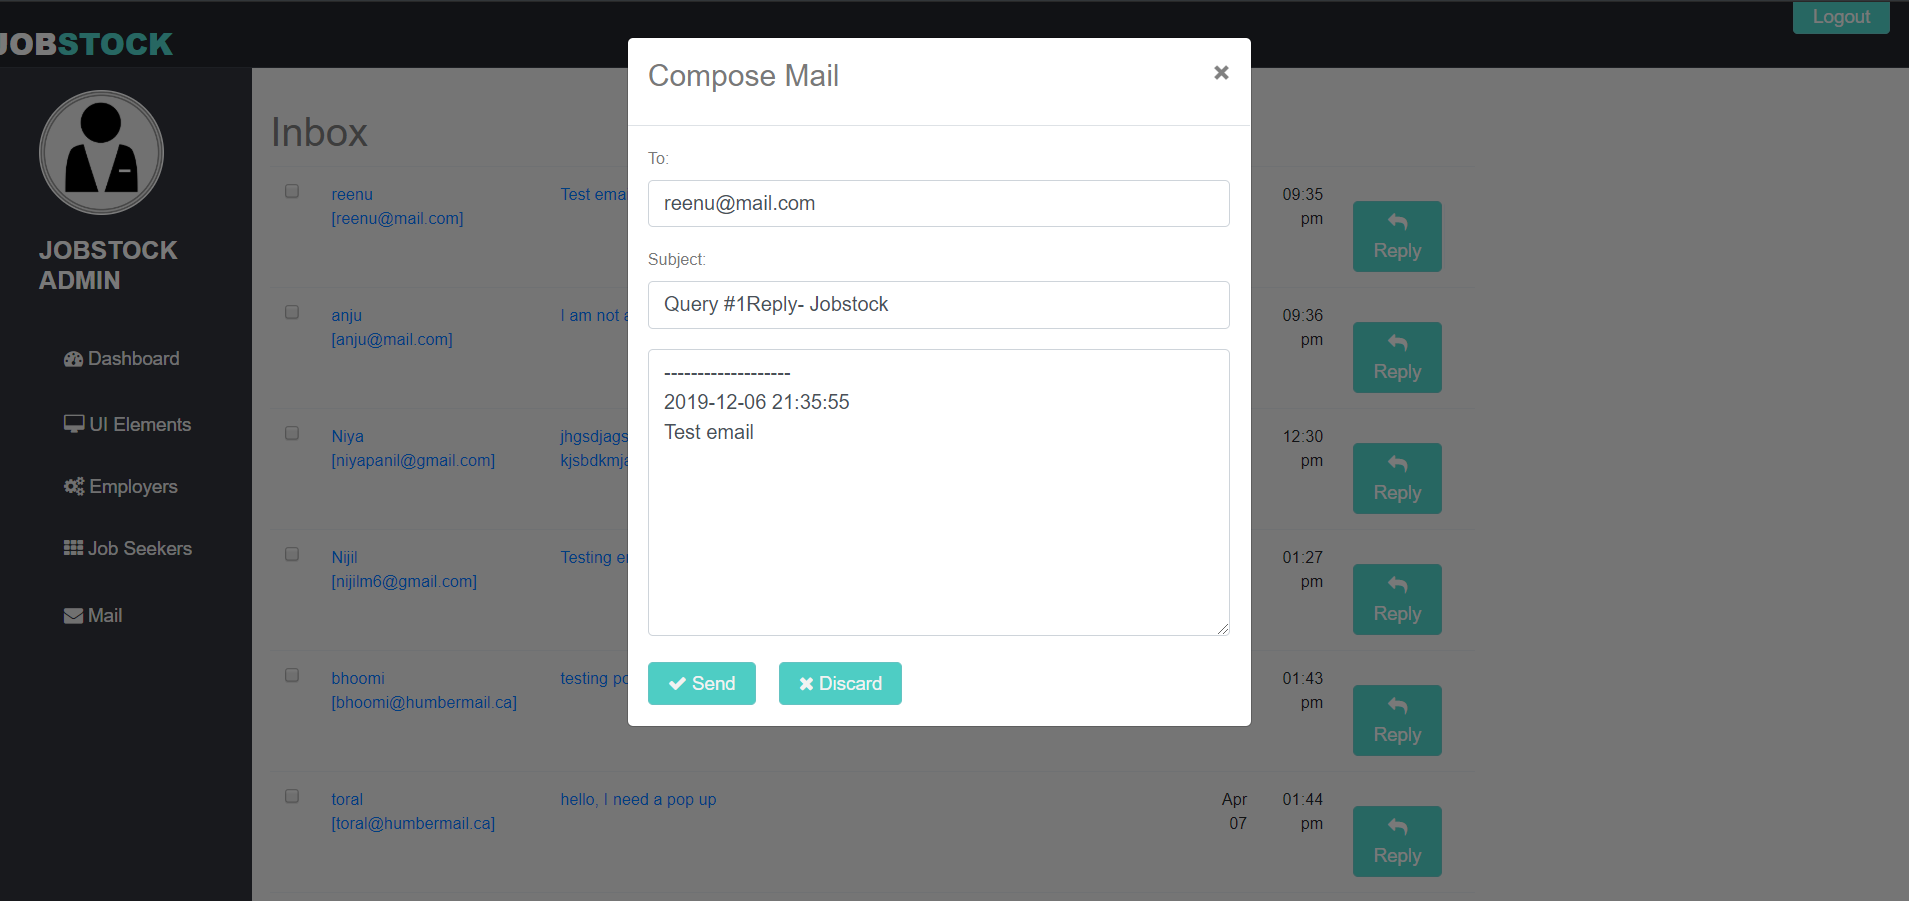 Logout
JOBSTOCK
JOBSTOCK
ADMIN
Dashboard
UI Elements
Employers
Job Seekers
Mail
Inbox
reenu
[reenu@mail.com]
Test
09:35
pm
Reply
anju
[anju@mail.com]
I am not
09:36
pm
Reply
Niya
[niyapanil@gmail.com]
12:30
pm
Reply
Nijil
[nijilm6@gmail.com]
Testing
01:27
pm
Reply
bhoomi
[bhoomi@humbermail.ca]
testing
01:43
pm
Reply
toral
[toral@humbermail.ca]
hello, I need a pop up
Apr
07
01:44
pm
Reply
Compose Mail
To:
reenu@mail.com
Subject:
Query #1Reply- Jobstock
-------------------
2019-12-06 21:35:55
Test email
Send
Discard